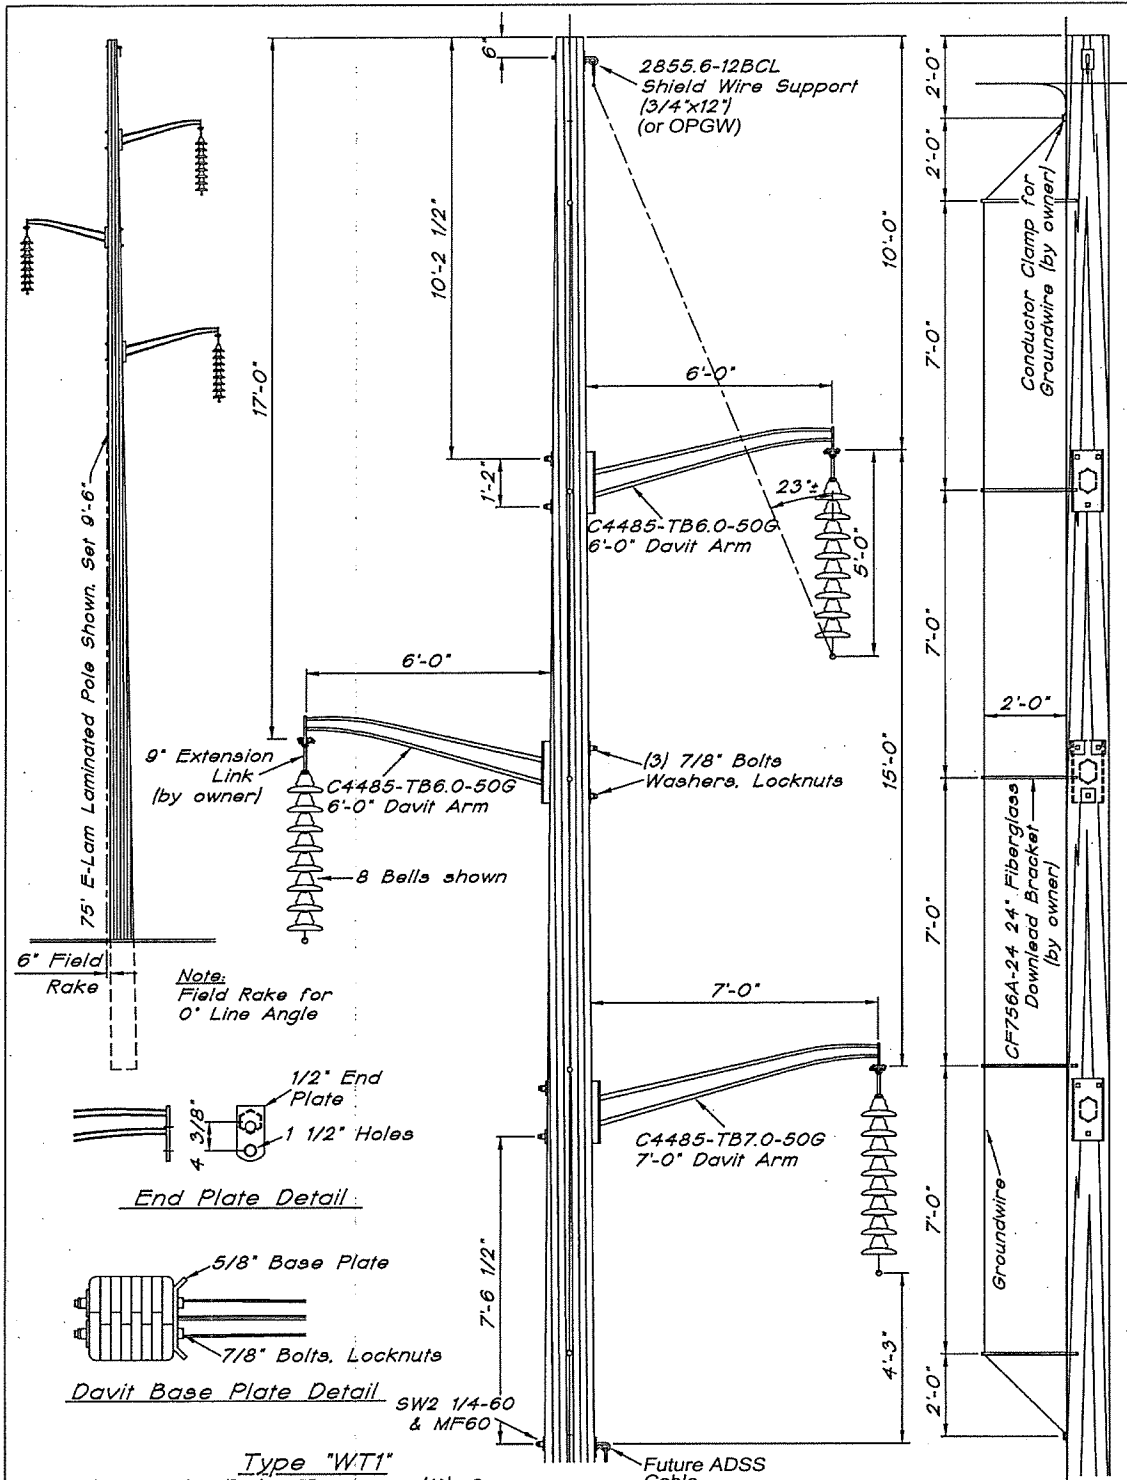 6"
2855.6-12BCL
Shield Wire Support
(3/4"x12")
(or OPGW)
2'-0"
2'-0"
Conductor Clamp for
Groundwire (by owner)
10'-2 1/2"
10'-0"
7'-0"
17'-0"
6'-0"
1'-2"
23°±
C4485-TB6.0-50G
6'-0" Davit Arm
5'-0"
75' E-Lam Laminated Pole Shown. Set 9'-6"
6'-0"
7'-0"
2'-0"
9" Extension
Link
(by owner)
C4485-TB6.0-50G
6'-0" Davit Arm
(3) 7/8" Bolts
Washers, Locknuts
15'-0"
8 Bells shown
CF756A-24 24" Fiberglass
Downlead Bracket
(by owner)
7'-0"
6" Field
Rake
Note:
Field Rake for
0° Line Angle
7'-0"
1/2" End
Plate
4 3/8"
1 1/2" Holes
End Plate Detail
C4485-TB7.0-50G
7'-0" Davit Arm
Groundwire
7'-0"
7'-6 1/2"
5/8" Base Plate
7/8" Bolts, Locknuts
Davit Base Plate Detail
4'-3"
2'-0"
SW2 1/4-60
& MF60
Type "WT1"
Future ADSS
Cable